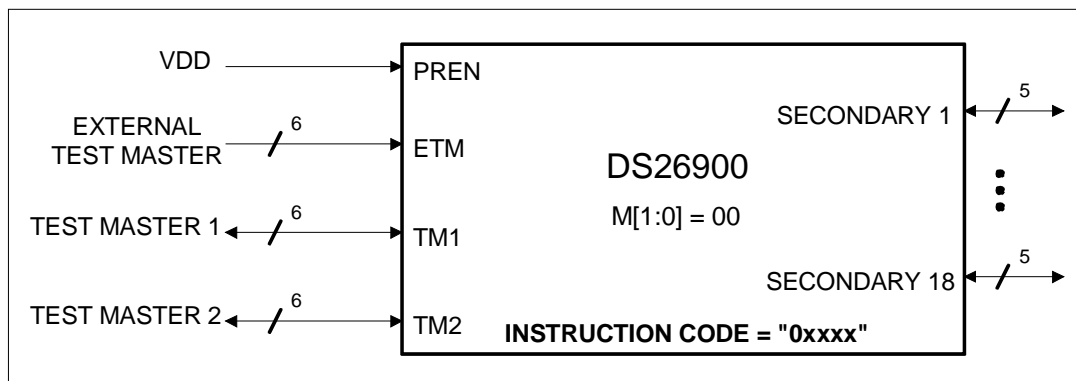 VDD
PREN
EXTERNAL
TEST MASTER
6
ETM
TEST MASTER 1
6
TM1
TEST MASTER 2
6
TM2
DS26900
M[1:0] = 00
INSTRUCTION CODE = "0xxxx"
SECONDARY 1
5
SECONDARY 18
5